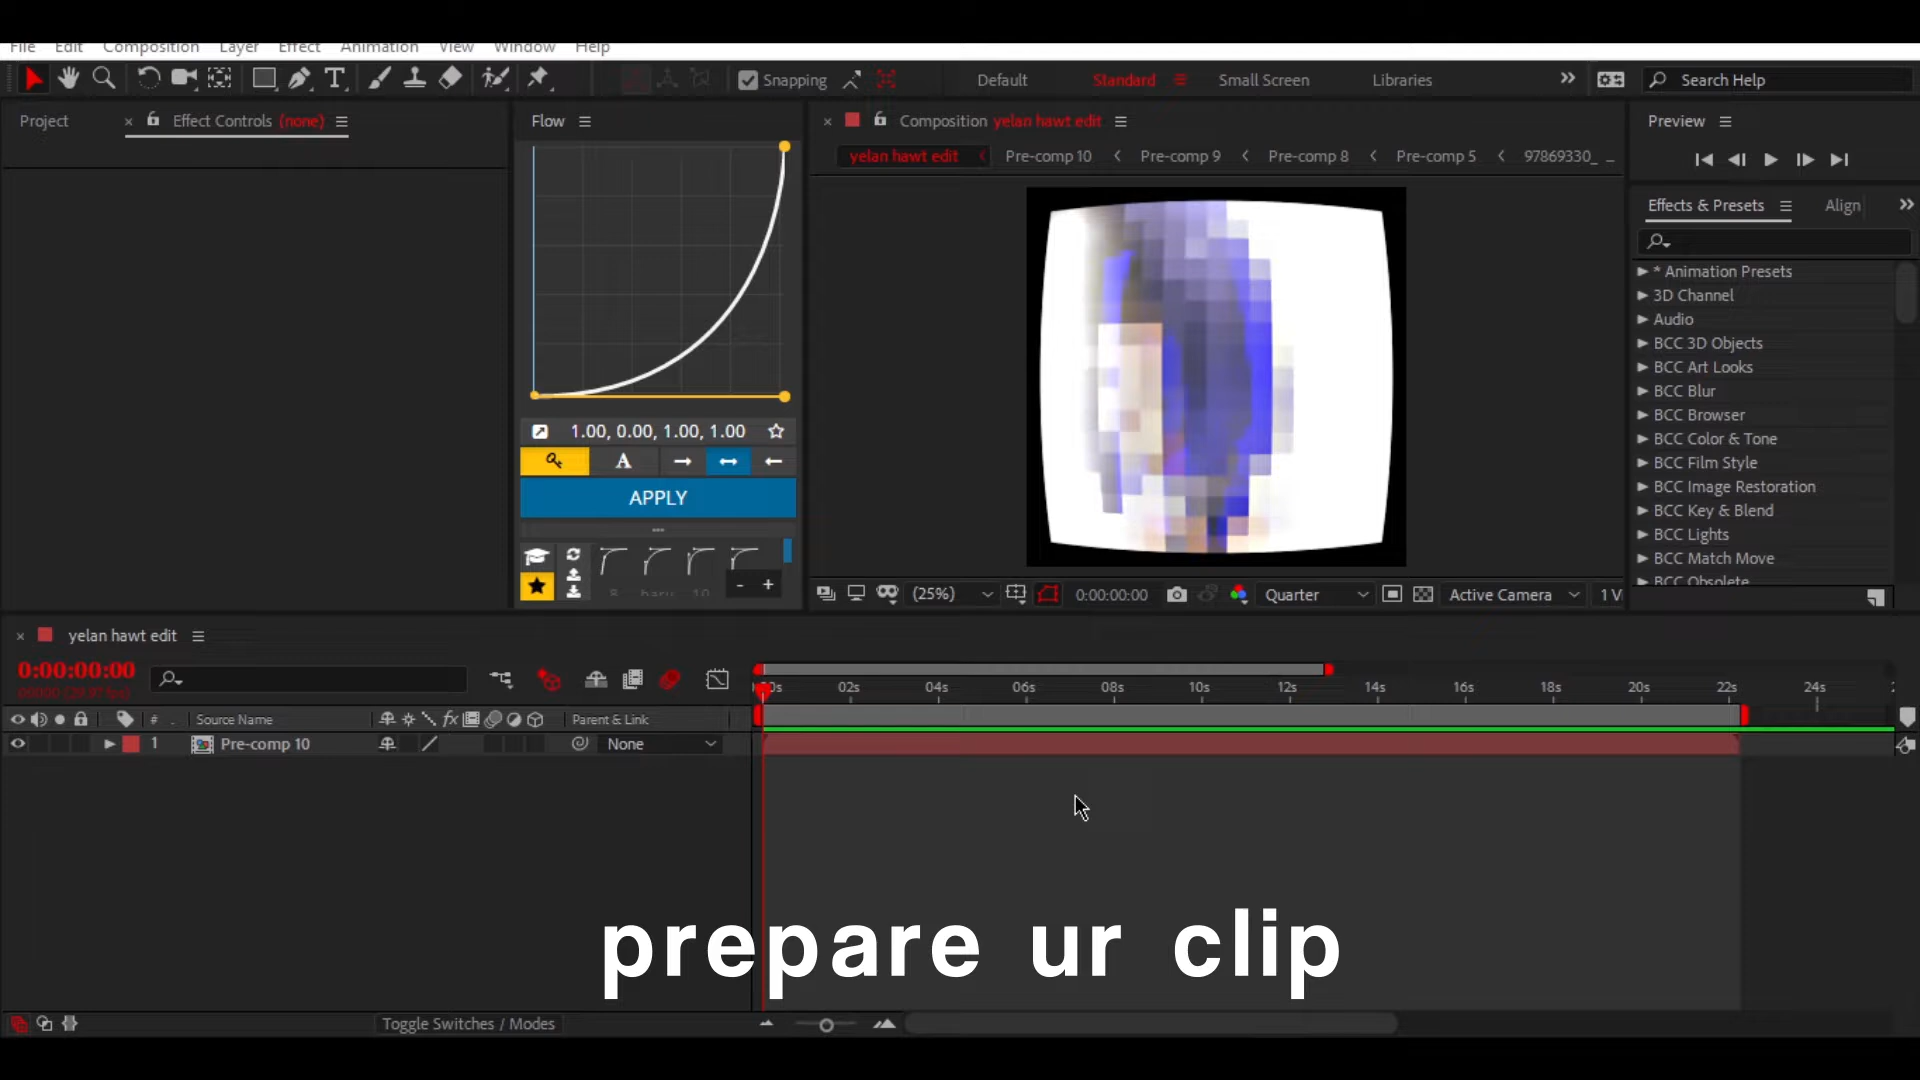 File Edit Composition Layer Effect Animation View Window Help
Snapping Default Standard Small Screen Libraries Search Help
Project Effect Controls (none) Flow Composition yelan hawt edit Preview
yelan hawt edit Pre-comp 10 Pre-comp 9 Pre-comp 8 Pre-comp 5 97869330_
Effects & Presets Align
* Animation Presets
3D Channel
Audio
BCC 3D Objects
BCC Art Looks
BCC Blur
BCC Browser
BCC Color & Tone
BCC Film Style
BCC Image Restoration
BCC Key & Blend
BCC Lights
BCC Match Move
BCC Obsolete
1.00, 0.00, 1.00, 1.00
A
APPLY
- +
(25%) 0:00:00:00 Quarter Active Camera 1 V
yelan hawt edit
0:00:00:00
00000 (29.97 fps)
02s 04s 06s 08s 10s 12s 14s 16s 18s 20s 22s 24s
# Source Name fx Parent & Link
1 Pre-comp 10 None
prepare ur clip
Toggle Switches / Modes